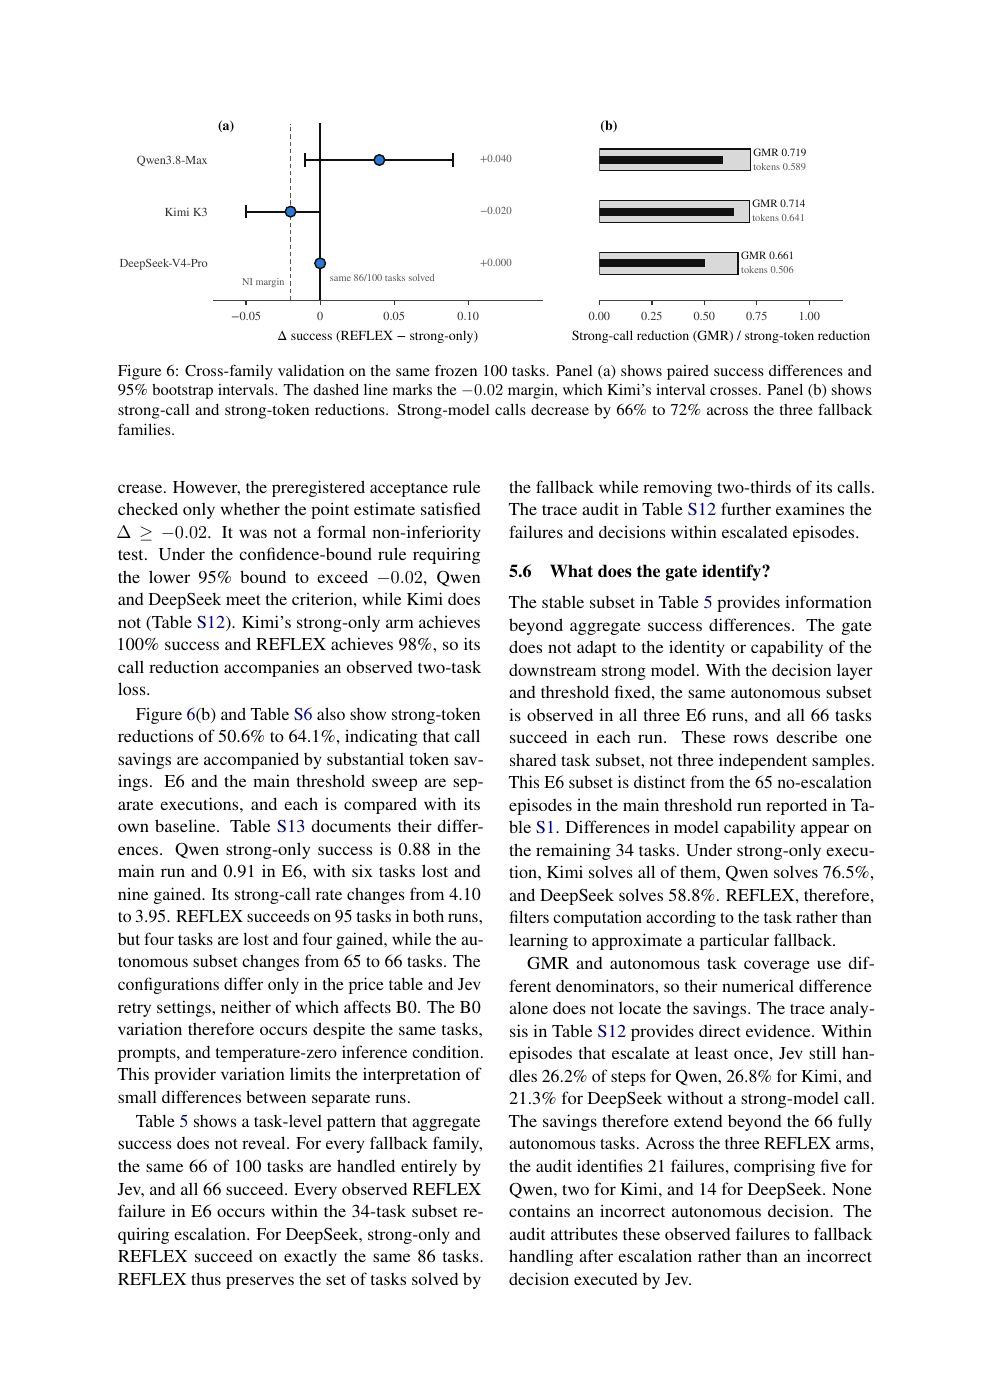 (a)
Qwen3.8-Max
+0.040
Kimi K3
−0.020
DeepSeek-V4-Pro
+0.000
NI margin
same 86/100 tasks solved
−0.05 0 0.05 0.10
Δ success (REFLEX − strong-only)
(b)
GMR 0.719
tokens 0.589
GMR 0.714
tokens 0.641
GMR 0.661
tokens 0.506
0.00 0.25 0.50 0.75 1.00
Strong-call reduction (GMR) / strong-token reduction
Figure 6: Cross-family validation on the same frozen 100 tasks. Panel (a) shows paired success differences and
95% bootstrap intervals. The dashed line marks the −0.02 margin, which Kimi's interval crosses. Panel (b) shows
strong-call and strong-token reductions. Strong-model calls decrease by 66% to 72% across the three fallback
families.
crease. However, the preregistered acceptance rule
checked only whether the point estimate satisfied
Δ ≥ −0.02. It was not a formal non-inferiority
test. Under the confidence-bound rule requiring
the lower 95% bound to exceed −0.02, Qwen
and DeepSeek meet the criterion, while Kimi does
not (Table S12). Kimi's strong-only arm achieves
100% success and REFLEX achieves 98%, so its
call reduction accompanies an observed two-task
loss.
Figure 6(b) and Table S6 also show strong-token
reductions of 50.6% to 64.1%, indicating that call
savings are accompanied by substantial token sav-
ings. E6 and the main threshold sweep are sep-
arate executions, and each is compared with its
own baseline. Table S13 documents their differ-
ences. Qwen strong-only success is 0.88 in the
main run and 0.91 in E6, with six tasks lost and
nine gained. Its strong-call rate changes from 4.10
to 3.95. REFLEX succeeds on 95 tasks in both runs,
but four tasks are lost and four gained, while the au-
tonomous subset changes from 65 to 66 tasks. The
configurations differ only in the price table and Jev
retry settings, neither of which affects B0. The B0
variation therefore occurs despite the same tasks,
prompts, and temperature-zero inference condition.
This provider variation limits the interpretation of
small differences between separate runs.
Table 5 shows a task-level pattern that aggregate
success does not reveal. For every fallback family,
the same 66 of 100 tasks are handled entirely by
Jev, and all 66 succeed. Every observed REFLEX
failure in E6 occurs within the 34-task subset re-
quiring escalation. For DeepSeek, strong-only and
REFLEX succeed on exactly the same 86 tasks.
REFLEX thus preserves the set of tasks solved by
the fallback while removing two-thirds of its calls.
The trace audit in Table S12 further examines the
failures and decisions within escalated episodes.
5.6 What does the gate identify?
The stable subset in Table 5 provides information
beyond aggregate success differences. The gate
does not adapt to the identity or capability of the
downstream strong model. With the decision layer
and threshold fixed, the same autonomous subset
is observed in all three E6 runs, and all 66 tasks
succeed in each run. These rows describe one
shared task subset, not three independent samples.
This E6 subset is distinct from the 65 no-escalation
episodes in the main threshold run reported in Ta-
ble S1. Differences in model capability appear on
the remaining 34 tasks. Under strong-only execu-
tion, Kimi solves all of them, Qwen solves 76.5%,
and DeepSeek solves 58.8%. REFLEX, therefore,
filters computation according to the task rather than
learning to approximate a particular fallback.
GMR and autonomous task coverage use dif-
ferent denominators, so their numerical difference
alone does not locate the savings. The trace analy-
sis in Table S12 provides direct evidence. Within
episodes that escalate at least once, Jev still han-
dles 26.2% of steps for Qwen, 26.8% for Kimi, and
21.3% for DeepSeek without a strong-model call.
The savings therefore extend beyond the 66 fully
autonomous tasks. Across the three REFLEX arms,
the audit identifies 21 failures, comprising five for
Qwen, two for Kimi, and 14 for DeepSeek. None
contains an incorrect autonomous decision. The
audit attributes these observed failures to fallback
handling after escalation rather than an incorrect
decision executed by Jev.